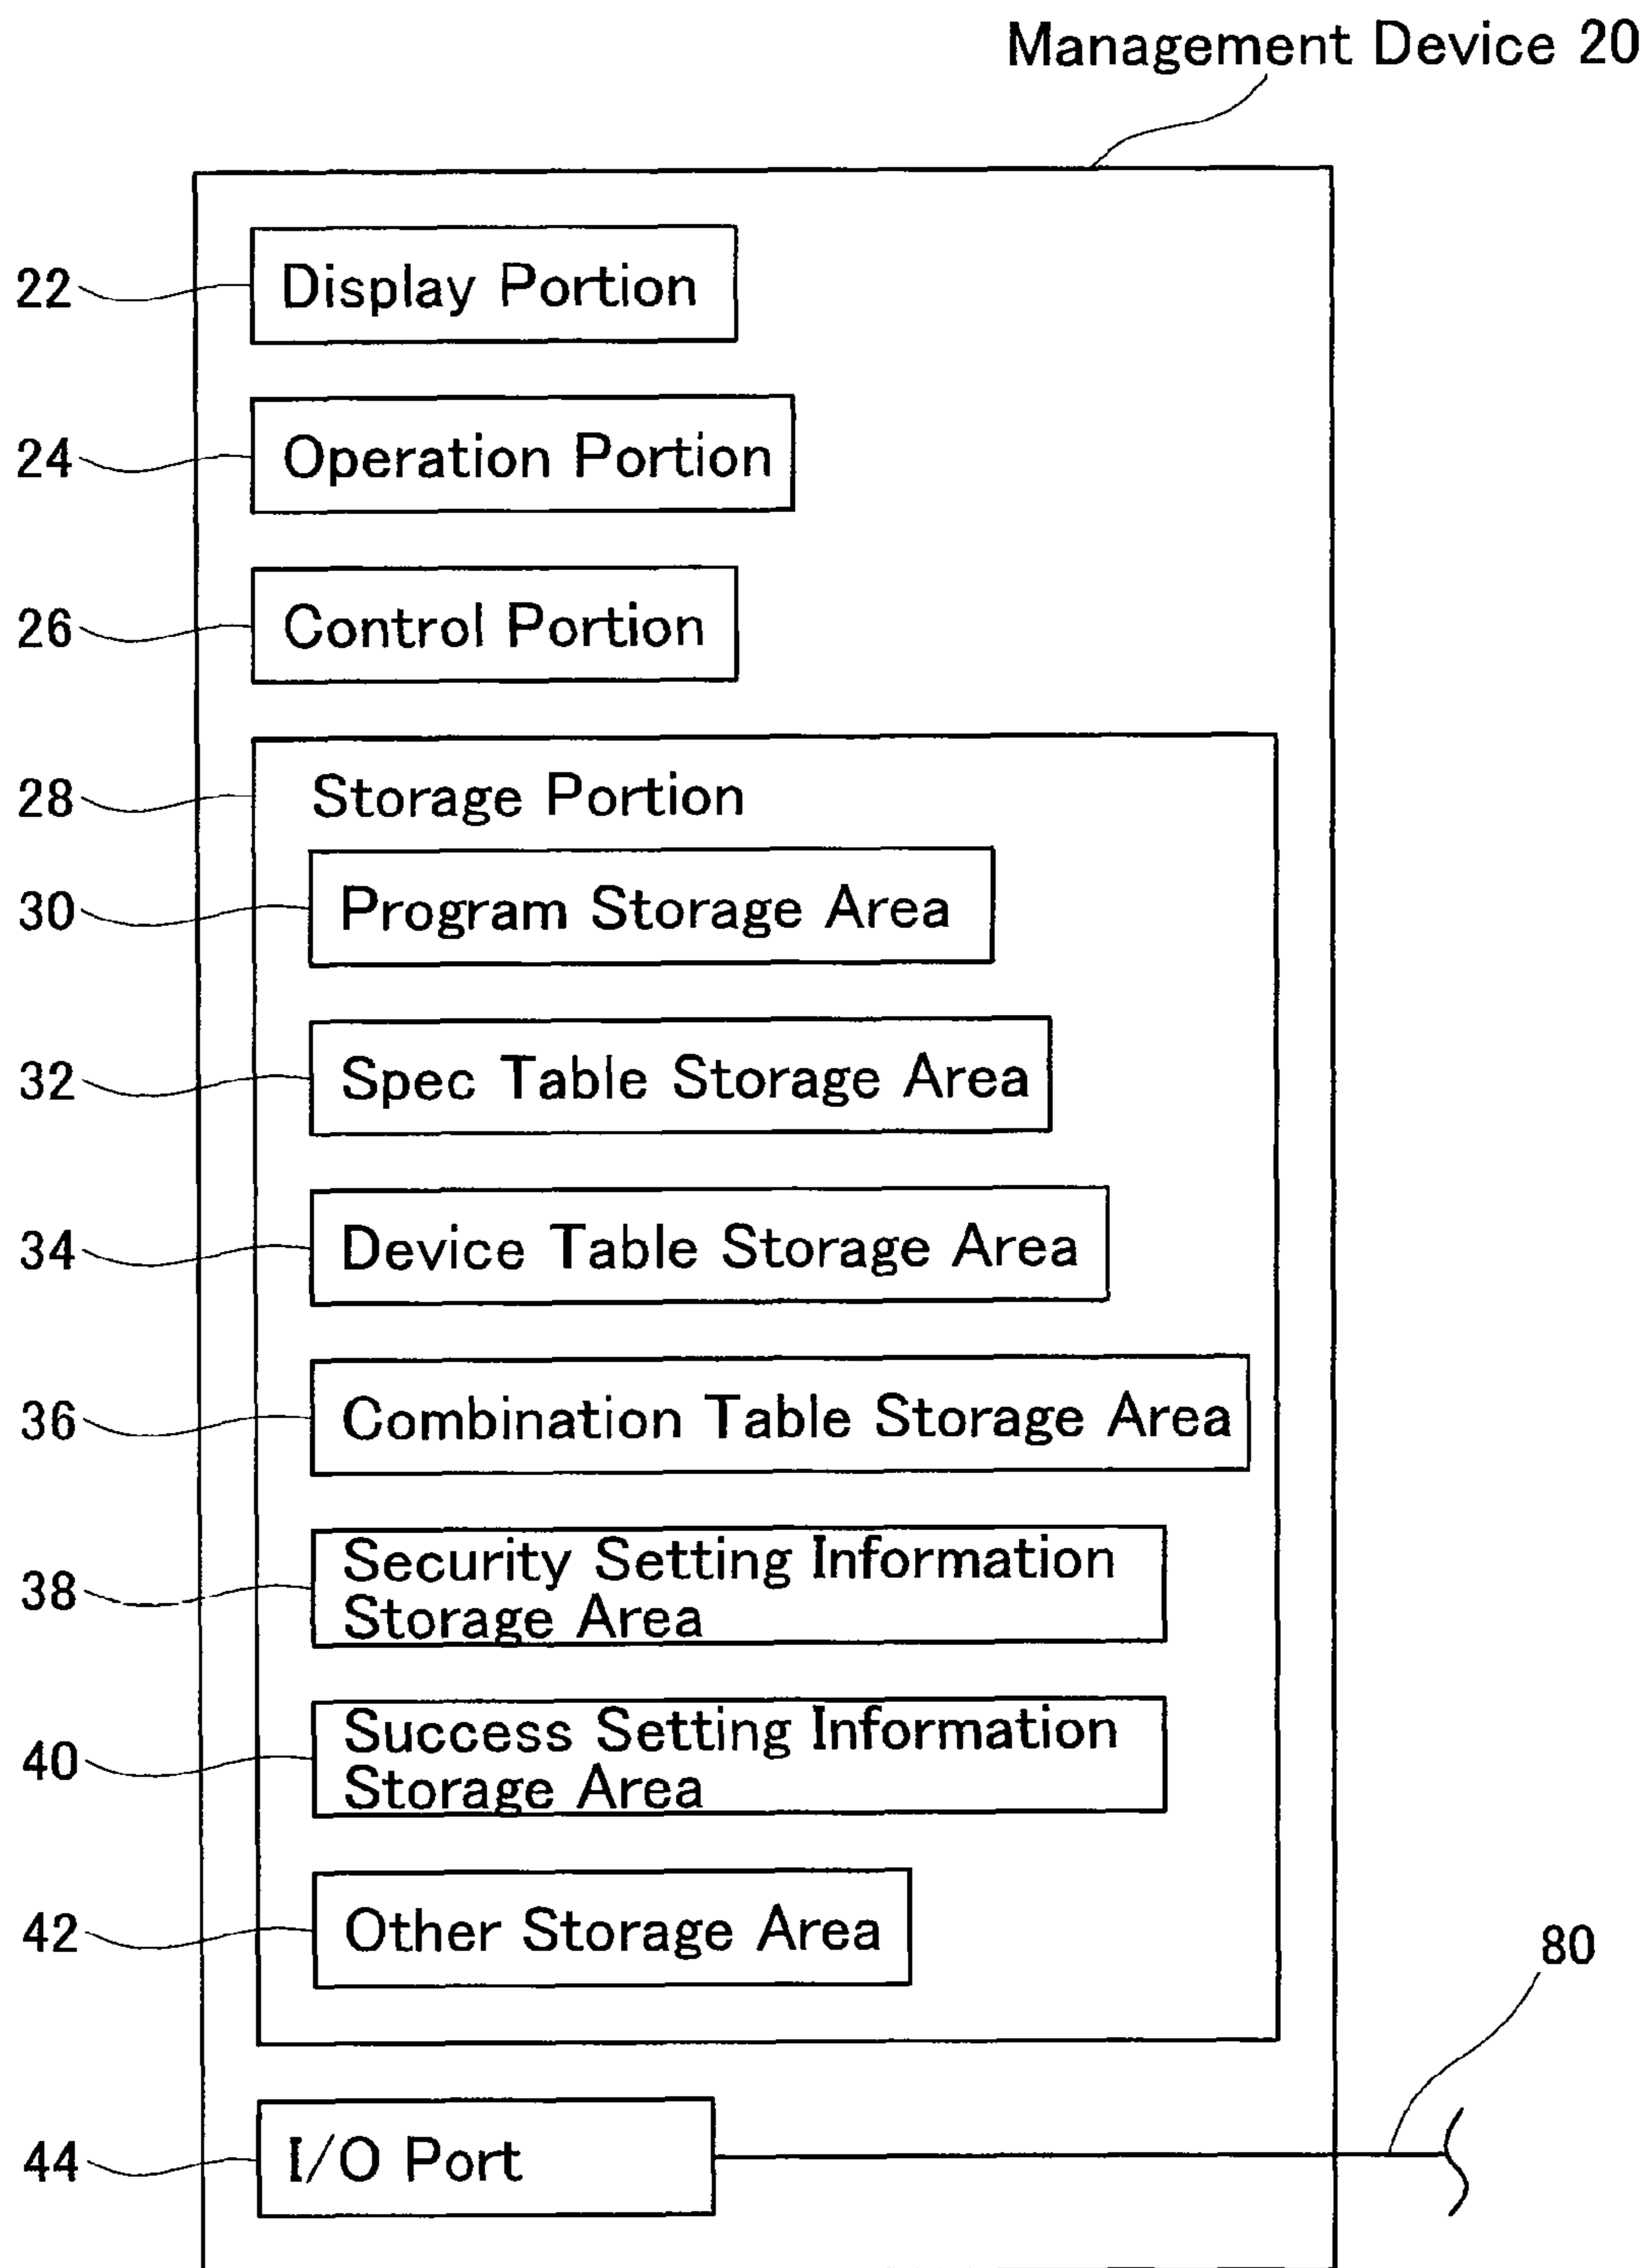 Management Device 20
22
Display Portion
24
Operation Portion
26
Control Portion
28
Storage Portion
30
Program Storage Area
32
Spec Table Storage Area
34
Device Table Storage Area
36
Combination Table Storage Area
38
Security Setting Information
Storage Area
40
Success Setting Information
Storage Area
42
Other Storage Area
80
44
I/O Port